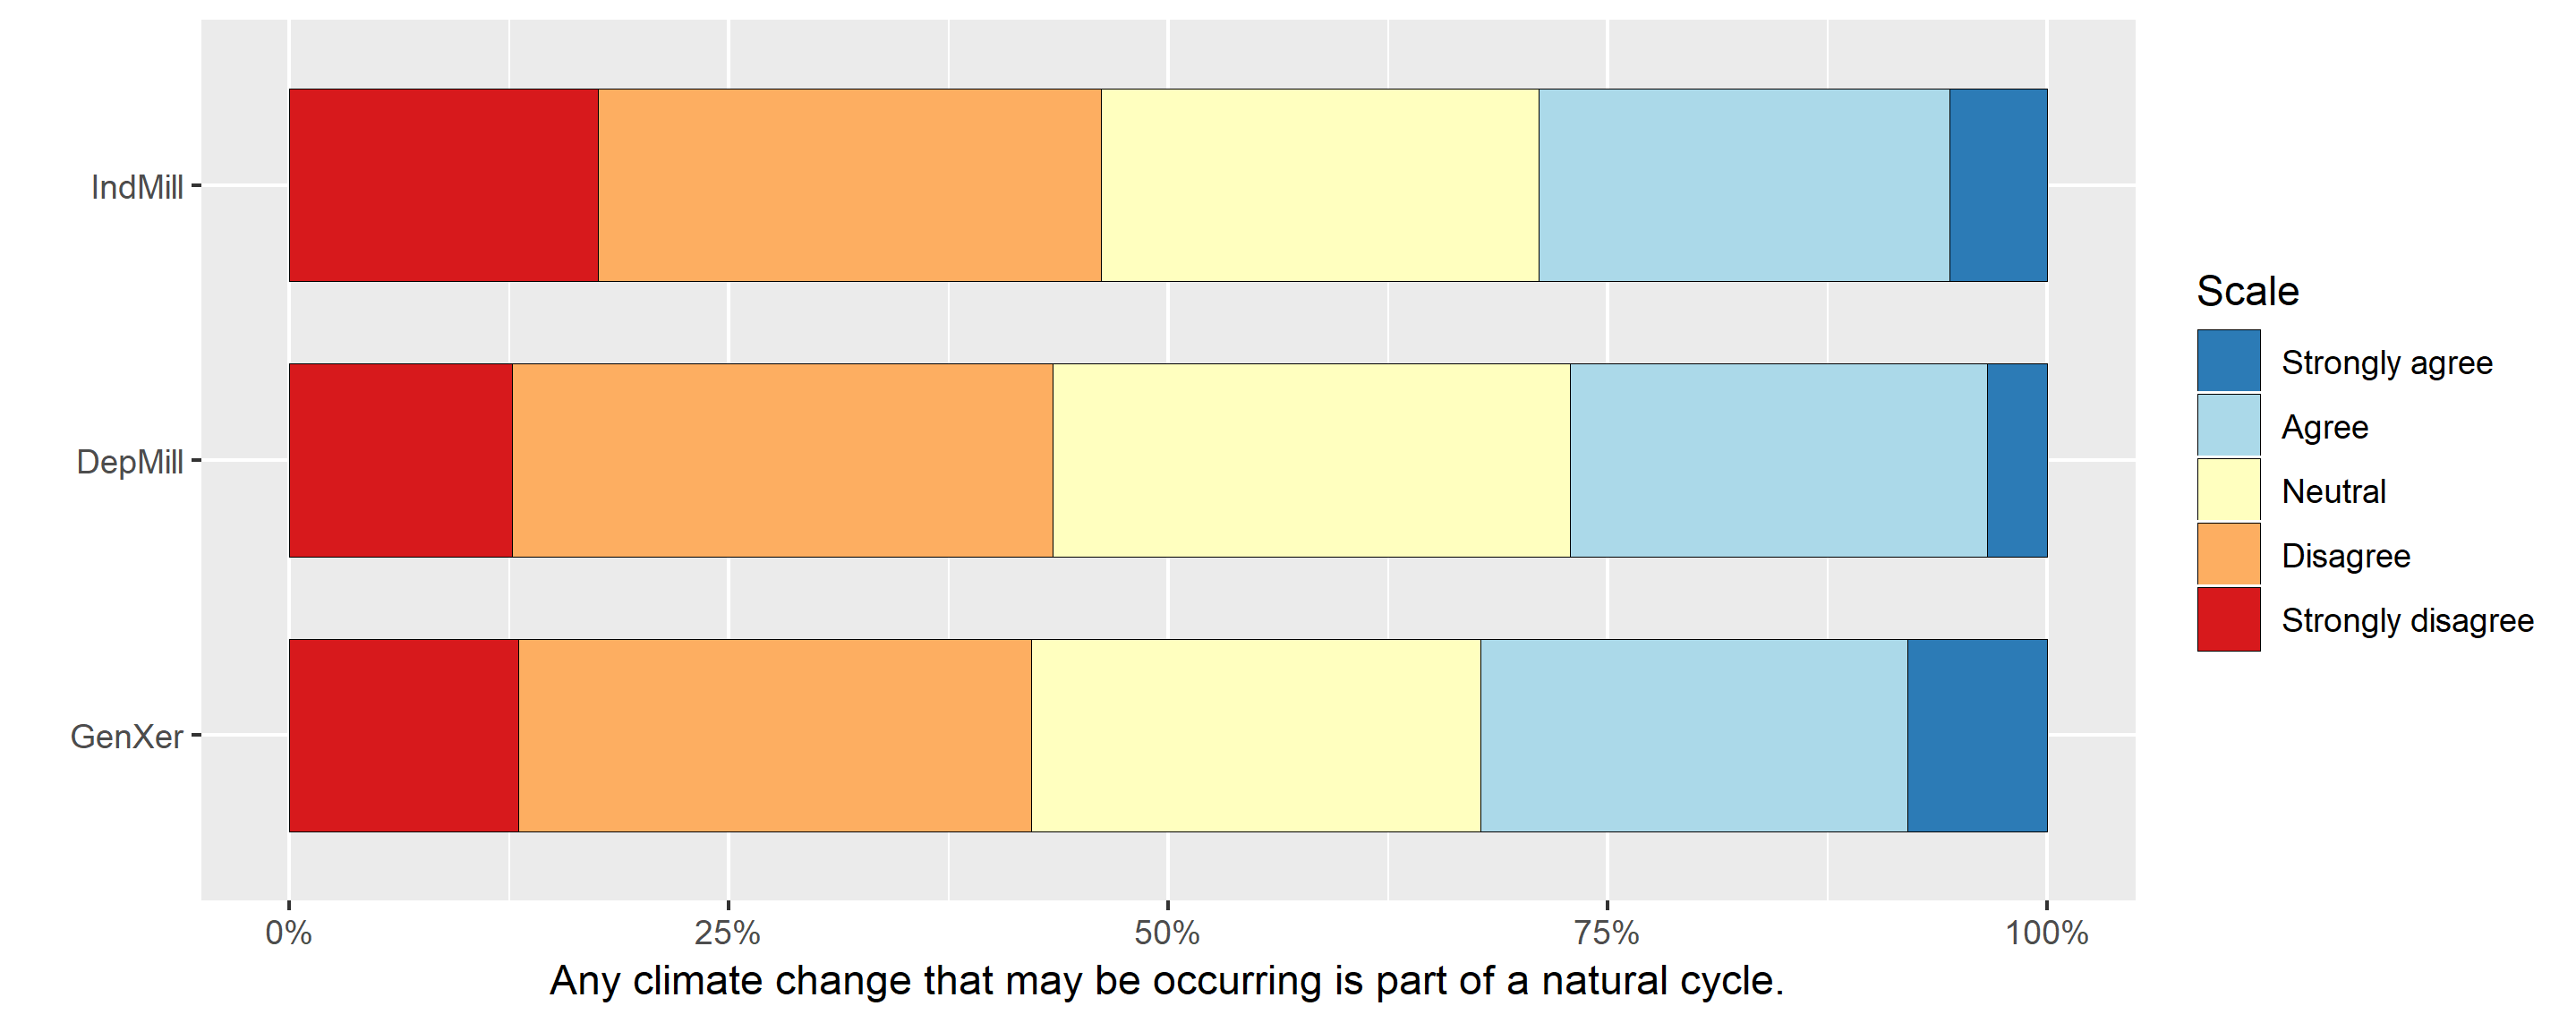 IndMill
DepMill
GenXer
0%
25%
50%
75%
100%
Any climate change that may be occurring is part of a natural cycle.
Scale
Strongly agree
Agree
Neutral
Disagree
Strongly disagree